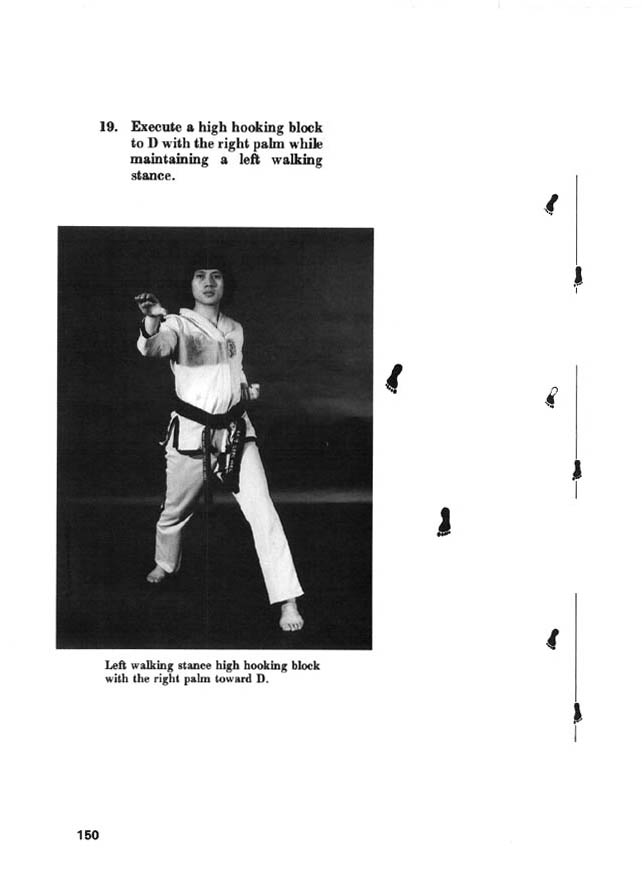 19. Execute a high hooking block
to D with the right palm while
maintaining a left walking
stance.
Left walking stance high hooking block
with the right palm toward D.
150